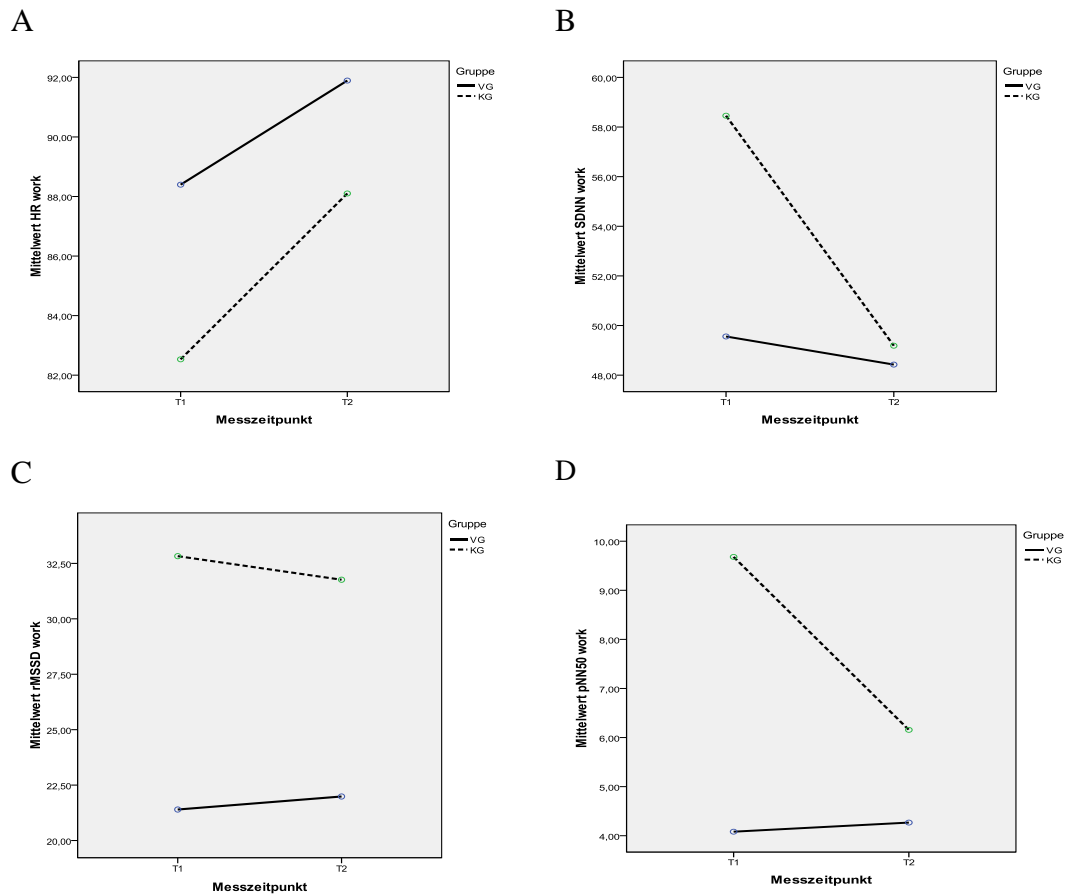 A
Mittelwert HR work
92,00
90,00
88,00
86,00
84,00
82,00
T1
T2
Messzeitpunkt
Gruppe
VG
KG
B
Mittelwert SDNN work
60,00
58,00
56,00
54,00
52,00
50,00
48,00
T1
T2
Messzeitpunkt
Gruppe
VG
KG
C
Mittelwert rMSSD work
32,50
30,00
27,50
25,00
22,50
20,00
T1
T2
Messzeitpunkt
Gruppe
VG
KG
D
Mittelwert pNN50 work
10,00
9,00
8,00
7,00
6,00
5,00
4,00
T1
T2
Messzeitpunkt
Gruppe
VG
KG